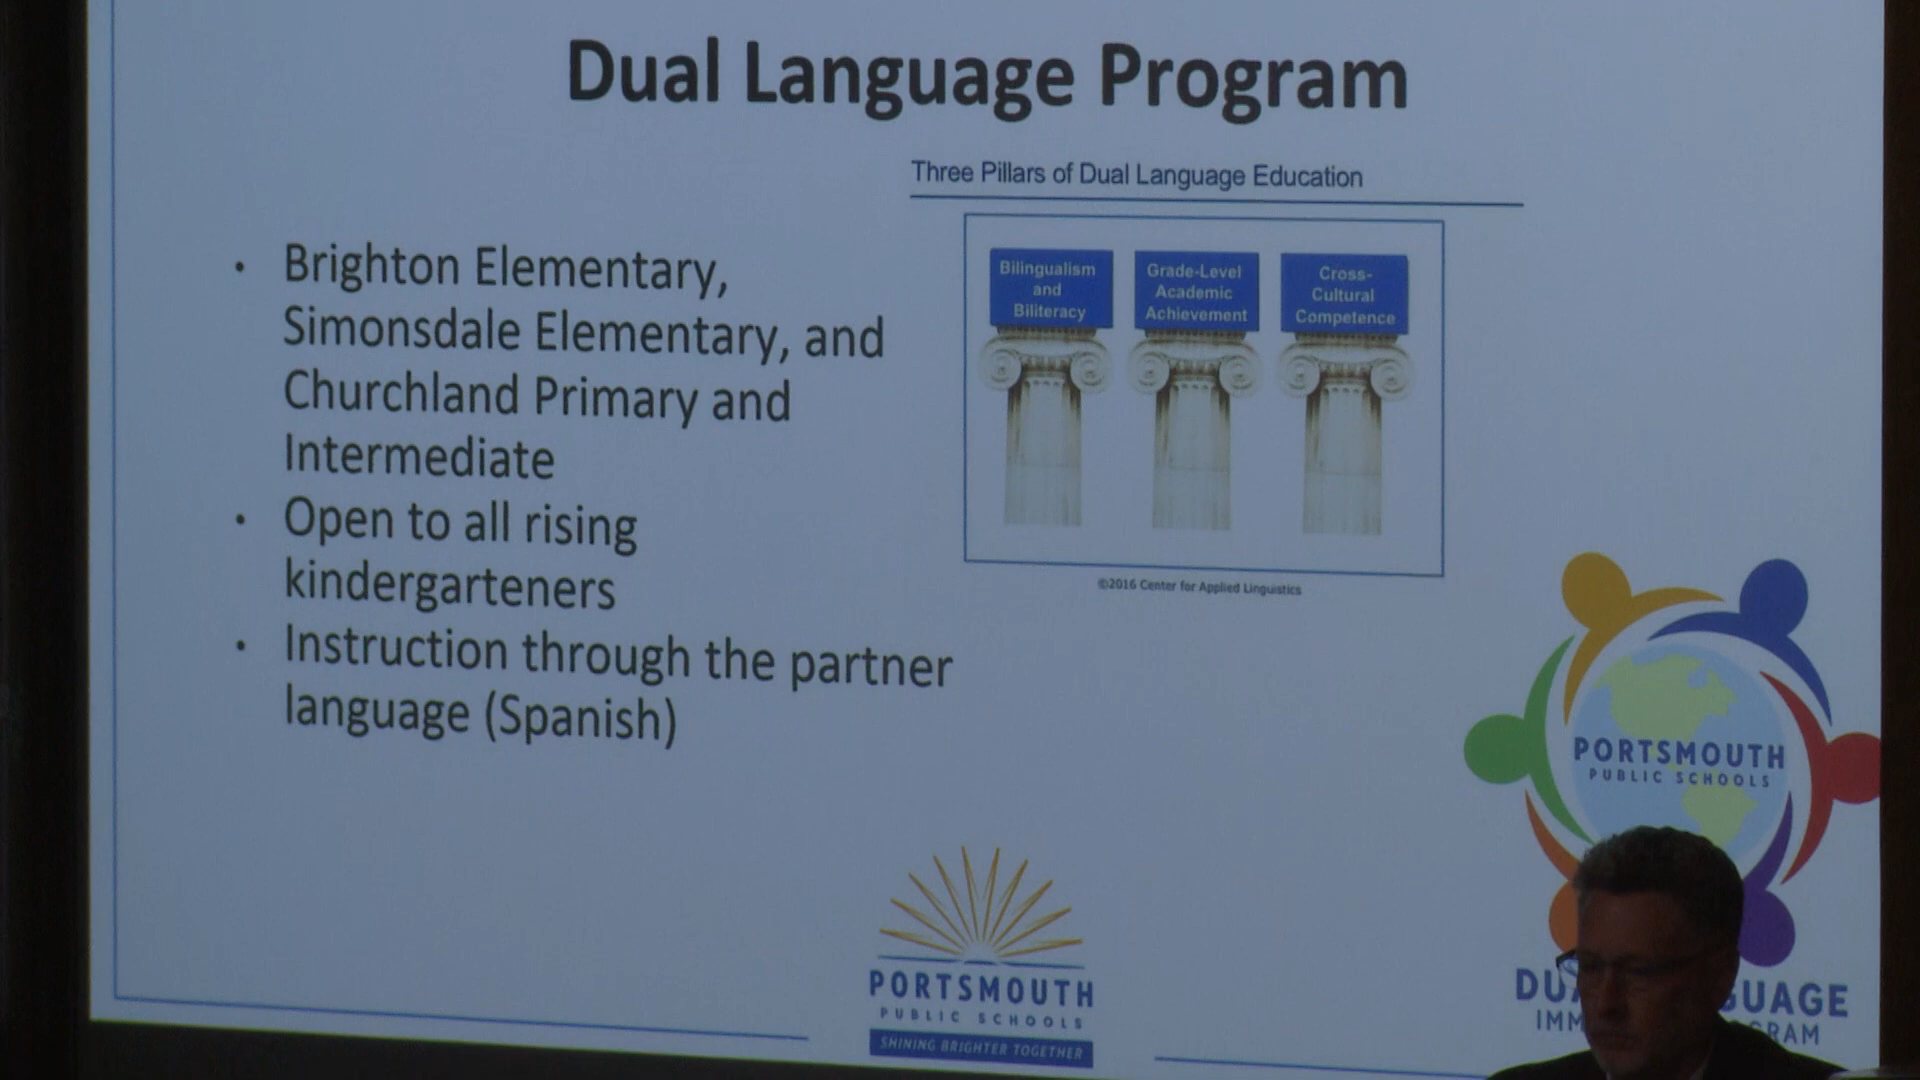 Dual Language Program
Three Pillars of Dual Language Education
Bilingualism
and
Biliteracy
Grade-Level
Academic
Achievement
Cross-
Cultural
Competence
©2016 Center for Applied Linguistics
• Brighton Elementary,
Simonsdale Elementary, and
Churchland Primary and
Intermediate
• Open to all rising
kindergarteners
• Instruction through the partner
language (Spanish)
PORTSMOUTH
PUBLIC SCHOOLS
SHINING BRIGHTER TOGETHER
PORTSMOUTH
PUBLIC SCHOOLS